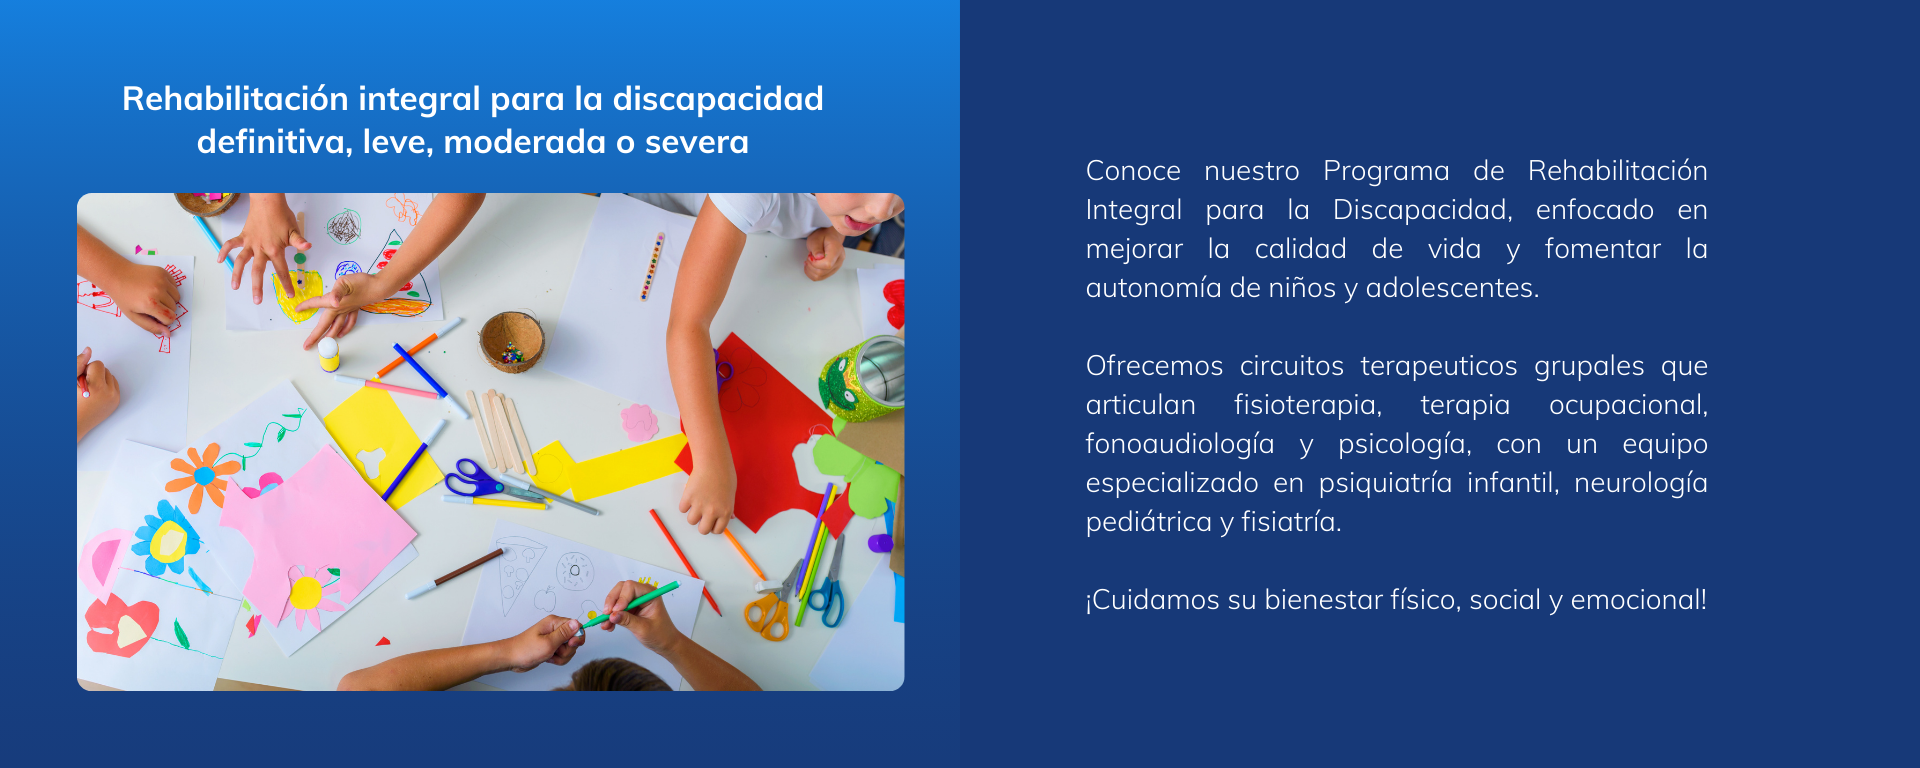 Rehabilitación integral para la discapacidad
definitiva, leve, moderada o severa
Conoce nuestro Programa de Rehabilitación
Integral para la Discapacidad, enfocado en
mejorar la calidad de vida y fomentar la
autonomía de niños y adolescentes.
Ofrecemos circuitos terapeuticos grupales que
articulan fisioterapia, terapia ocupacional,
fonoaudiología y psicología, con un equipo
especializado en psiquiatría infantil, neurología
pediátrica y fisiatría.
¡Cuidamos su bienestar físico, social y emocional!